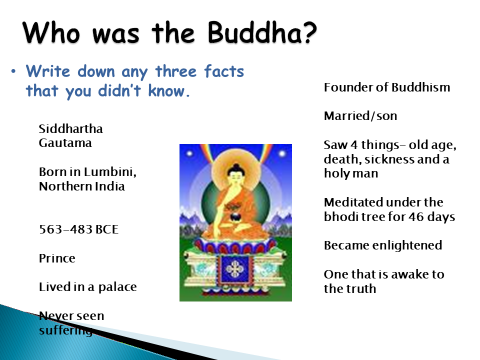 Who was the Buddha?
• Write down any three facts
that you didn't know.
Siddhartha
Gautama
Born in Lumbini,
Northern India
563-483 BCE
Prince
Lived in a palace
Never seen
suffering
Founder of Buddhism
Married/son
Saw 4 things- old age,
death, sickness and a
holy man
Meditated under the
bhodi tree for 46 days
Became enlightened
One that is awake to
the truth